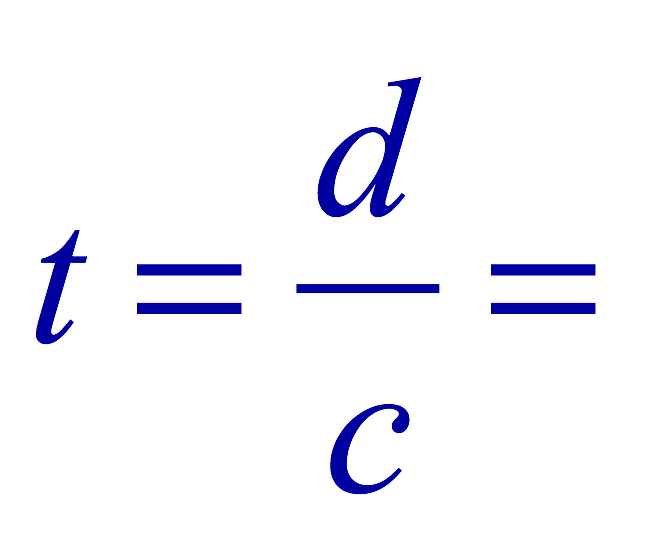 t = d/c =